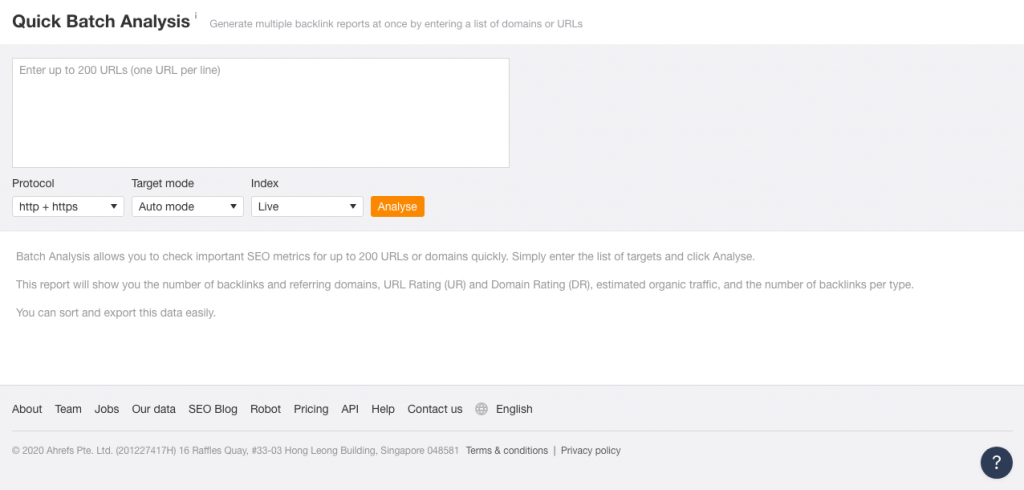 Quick Batch Analysis i Generate multiple backlink reports at once by entering a list of domains or URLs
Enter up to 200 URLs (one URL per line)
Protocol Target mode Index
http + https Auto mode Live Analyse
Batch Analysis allows you to check important SEO metrics for up to 200 URLs or domains quickly. Simply enter the list of targets and click Analyse.
This report will show you the number of backlinks and referring domains, URL Rating (UR) and Domain Rating (DR), estimated organic traffic, and the number of backlinks per type.
You can sort and export this data easily.
About Team Jobs Our data SEO Blog Robot Pricing API Help Contact us English
© 2020 Ahrefs Pte. Ltd. (201227417H) 16 Raffles Quay, #33-03 Hong Leong Building, Singapore 048581 Terms & conditions | Privacy policy
?